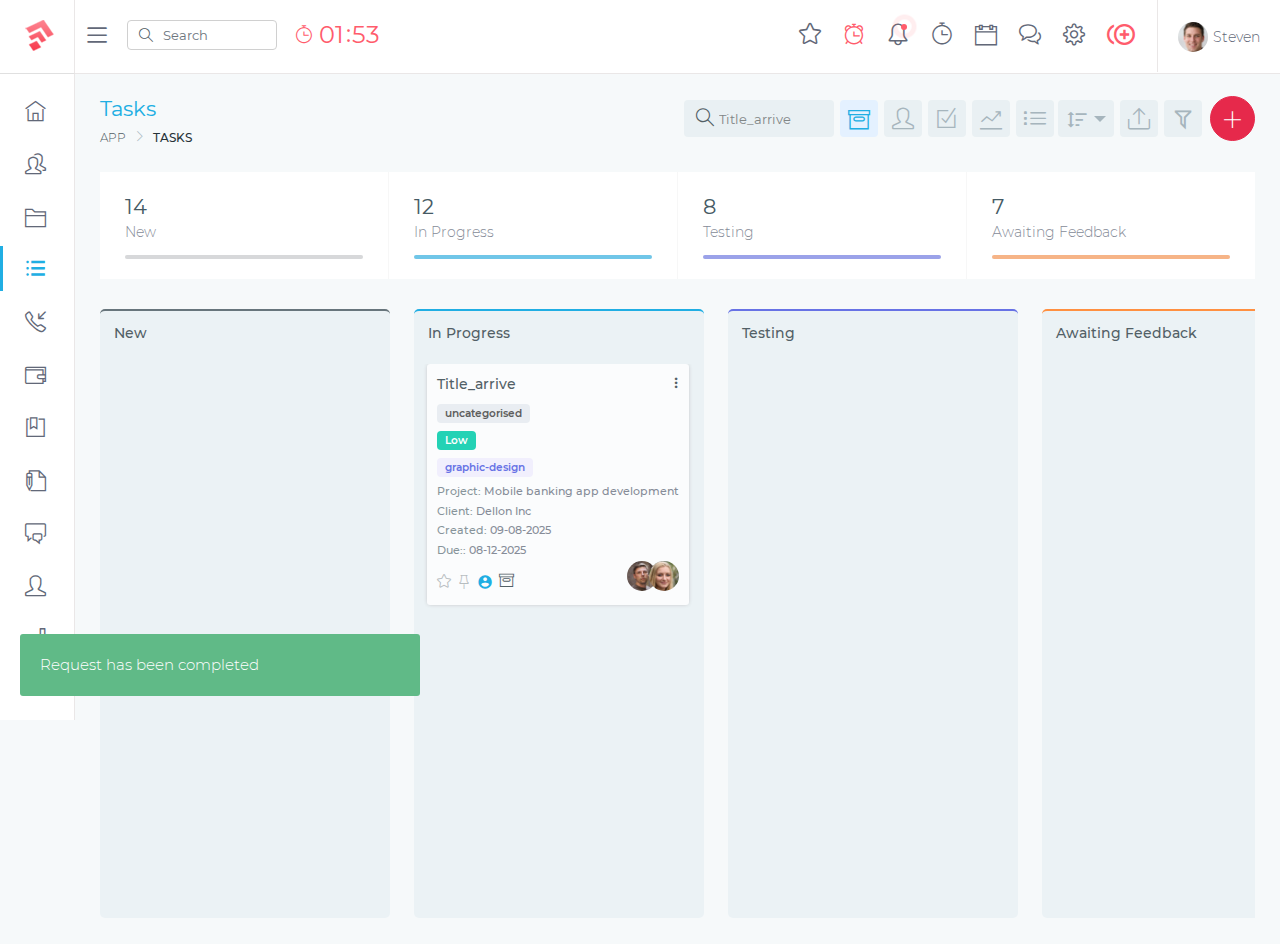 Search
01:53
Steven
Tasks
APP
TASKS
Title_arrive
14
New
12
In Progress
8
Testing
7
Awaiting Feedback
New
In Progress
Testing
Awaiting Feedback
Title_arrive
uncategorised
Low
graphic-design
Project: Mobile banking app development
Client: Dellon Inc
Created: 09-08-2025
Due:: 08-12-2025
Request has been completed